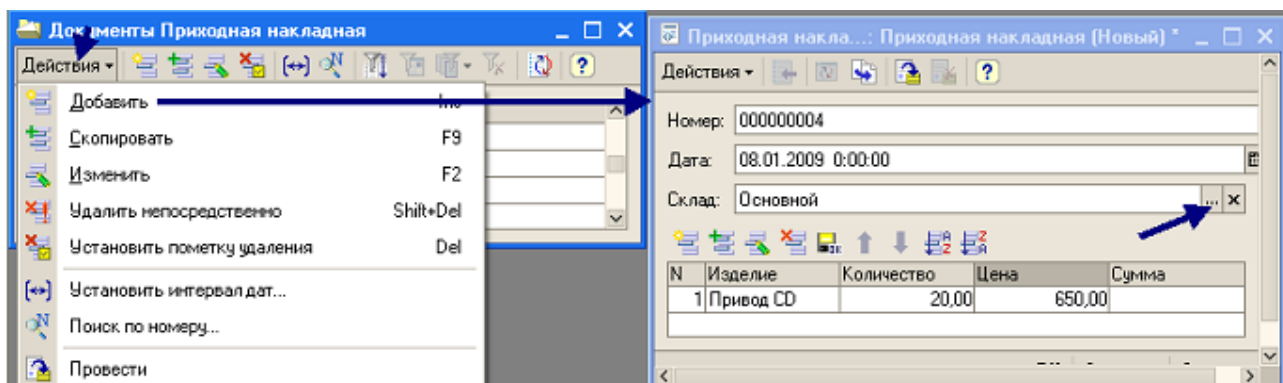 Документы Приходная накладная
Действия
Добавить
Скопировать F9
Изменить F2
Удалить непосредственно Shift+Del
Установить пометку удаления Del
Установить интервал дат...
Поиск по номеру...
Провести
Приходная накла...: Приходная накладная (Новый) *
Действия
Номер: 000000004
Дата: 08.01.2009 0:00:00
Склад: Основной ... x
N Изделие Количество Цена Сумма
1 Привод CD 20,00 650,00